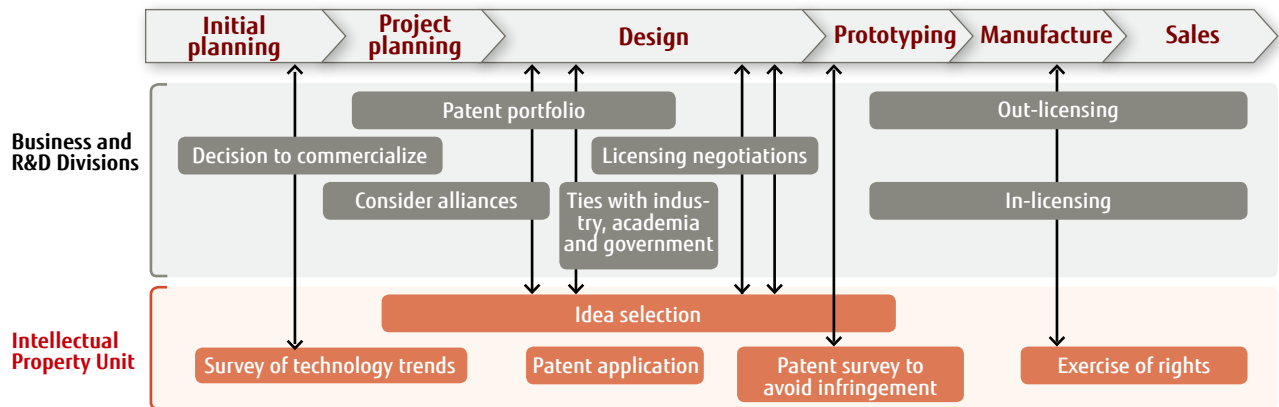 Initial
planning
Project
planning
Design
Prototyping
Manufacture
Sales
Business and
R&D Divisions
Patent portfolio
Out-licensing
Decision to commercialize
Licensing negotiations
Consider alliances
Ties with indus-
try, academia
and government
In-licensing
Intellectual
Property Unit
Idea selection
Survey of technology trends
Patent application
Patent survey to
avoid infringement
Exercise of rights